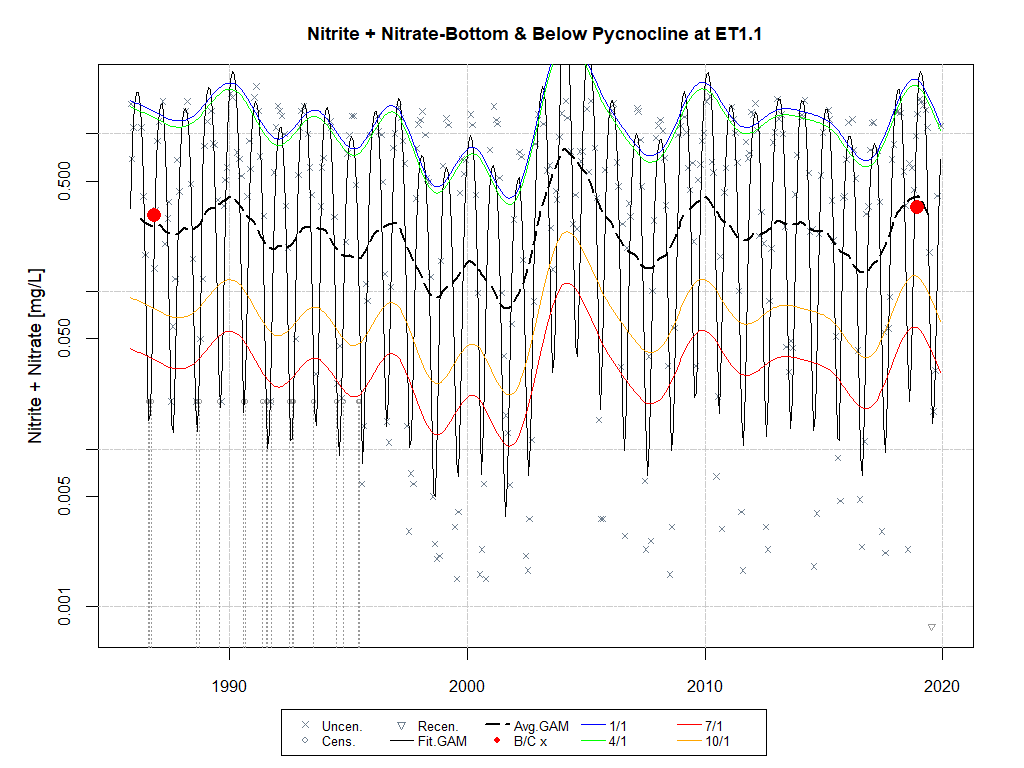 Nitrite + Nitrate-Bottom & Below Pycnocline at ET1.1
Nitrite + Nitrate [mg/L]
0.500
0.050
0.005
0.001
1990 2000 2010 2020
Uncen. Recen. Avg.GAM 1/1 7/1
Cens. Fit.GAM B/C x 4/1 10/1